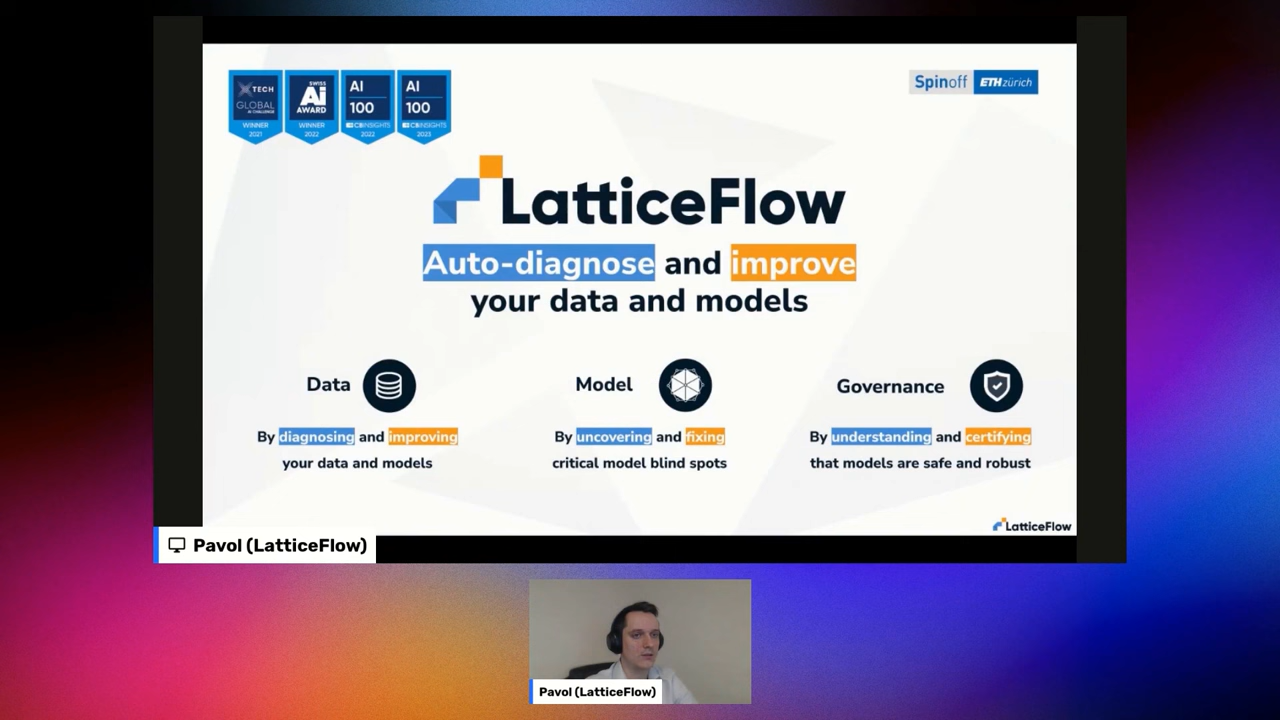 XTECH
GLOBAL
AI CHALLENGE
WINNER
2021
SWISS
Ai
AWARD
WINNER
2022
AI
100
CBINSIGHTS
2022
AI
100
CBINSIGHTS
2023
Spinoff ETH zürich
LatticeFlow
Auto-diagnose and improve
your data and models
Data
By diagnosing and improving
your data and models
Model
By uncovering and fixing
critical model blind spots
Governance
By understanding and certifying
that models are safe and robust
LatticeFlow
Pavol (LatticeFlow)
Pavol (LatticeFlow)